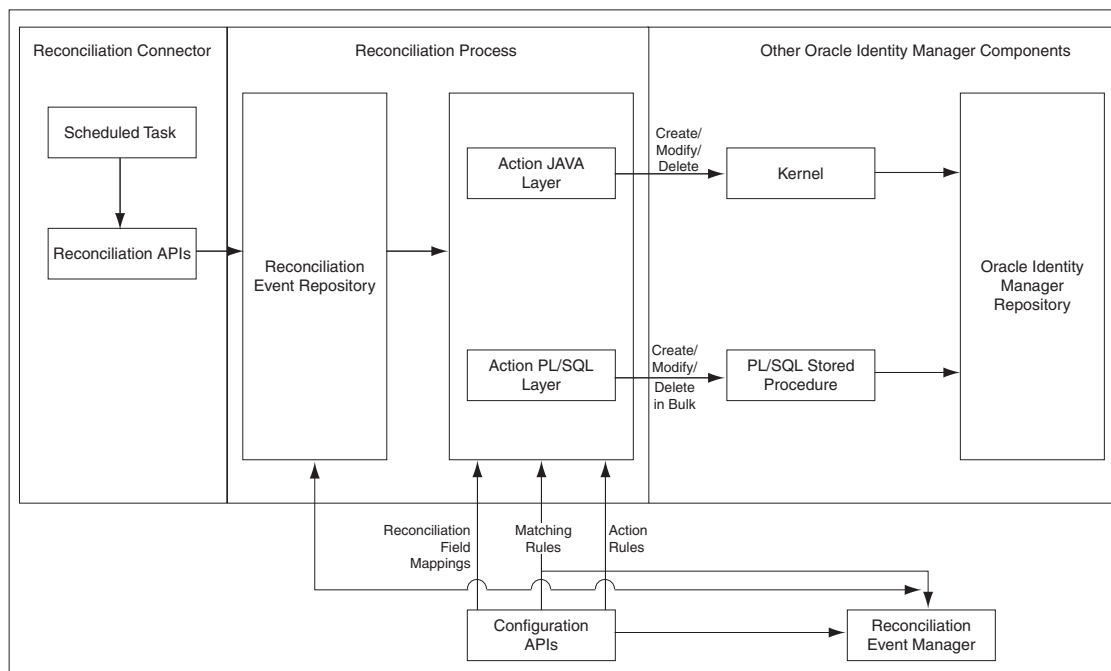 Reconciliation Connector
Reconciliation Process
Other Oracle Identity Manager Components
Scheduled Task
Reconciliation APIs
Reconciliation
Event Repository
Action JAVA
Layer
Create/
Modify/
Delete
Kernel
Oracle Identity
Manager
Repository
Action PL/SQL
Layer
Create/
Modify/
Delete
in Bulk
PL/SQL Stored
Procedure
Reconciliation
Field
Mappings
Matching
Rules
Action
Rules
Configuration
APIs
Reconciliation
Event Manager